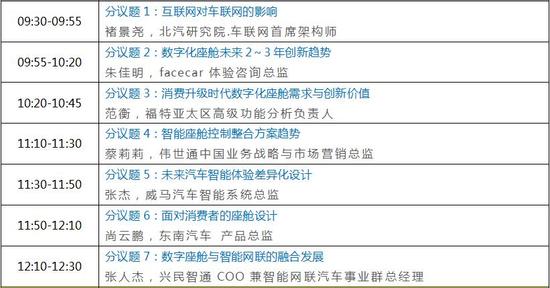 09:30-09:55
分议题 1：互联网对车联网的影响
褚景尧，北汽研究院.车联网首席架构师
09:55-10:20
分议题 2：数字化座舱未来 2～3 年创新趋势
朱佳明，facecar 体验咨询总监
10:20-10:45
分议题 3：消费升级时代数字化座舱需求与创新价值
范衡，福特亚太区高级功能分析负责人
11:10-11:30
分议题 4：智能座舱控制整合方案趋势
蔡莉莉，伟世通中国业务战略与市场营销总监
11:30-11:50
分议题 5：未来汽车智能体验差异化设计
张杰，威马汽车智能系统总监
11:50-12:10
分议题 6：面对消费者的座舱设计
尚云鹏，东南汽车 产品总监
12:10-12:30
分议题 7：数字座舱与智能网联的融合发展
张人杰，兴民智通 COO 兼智能网联汽车事业群总经理